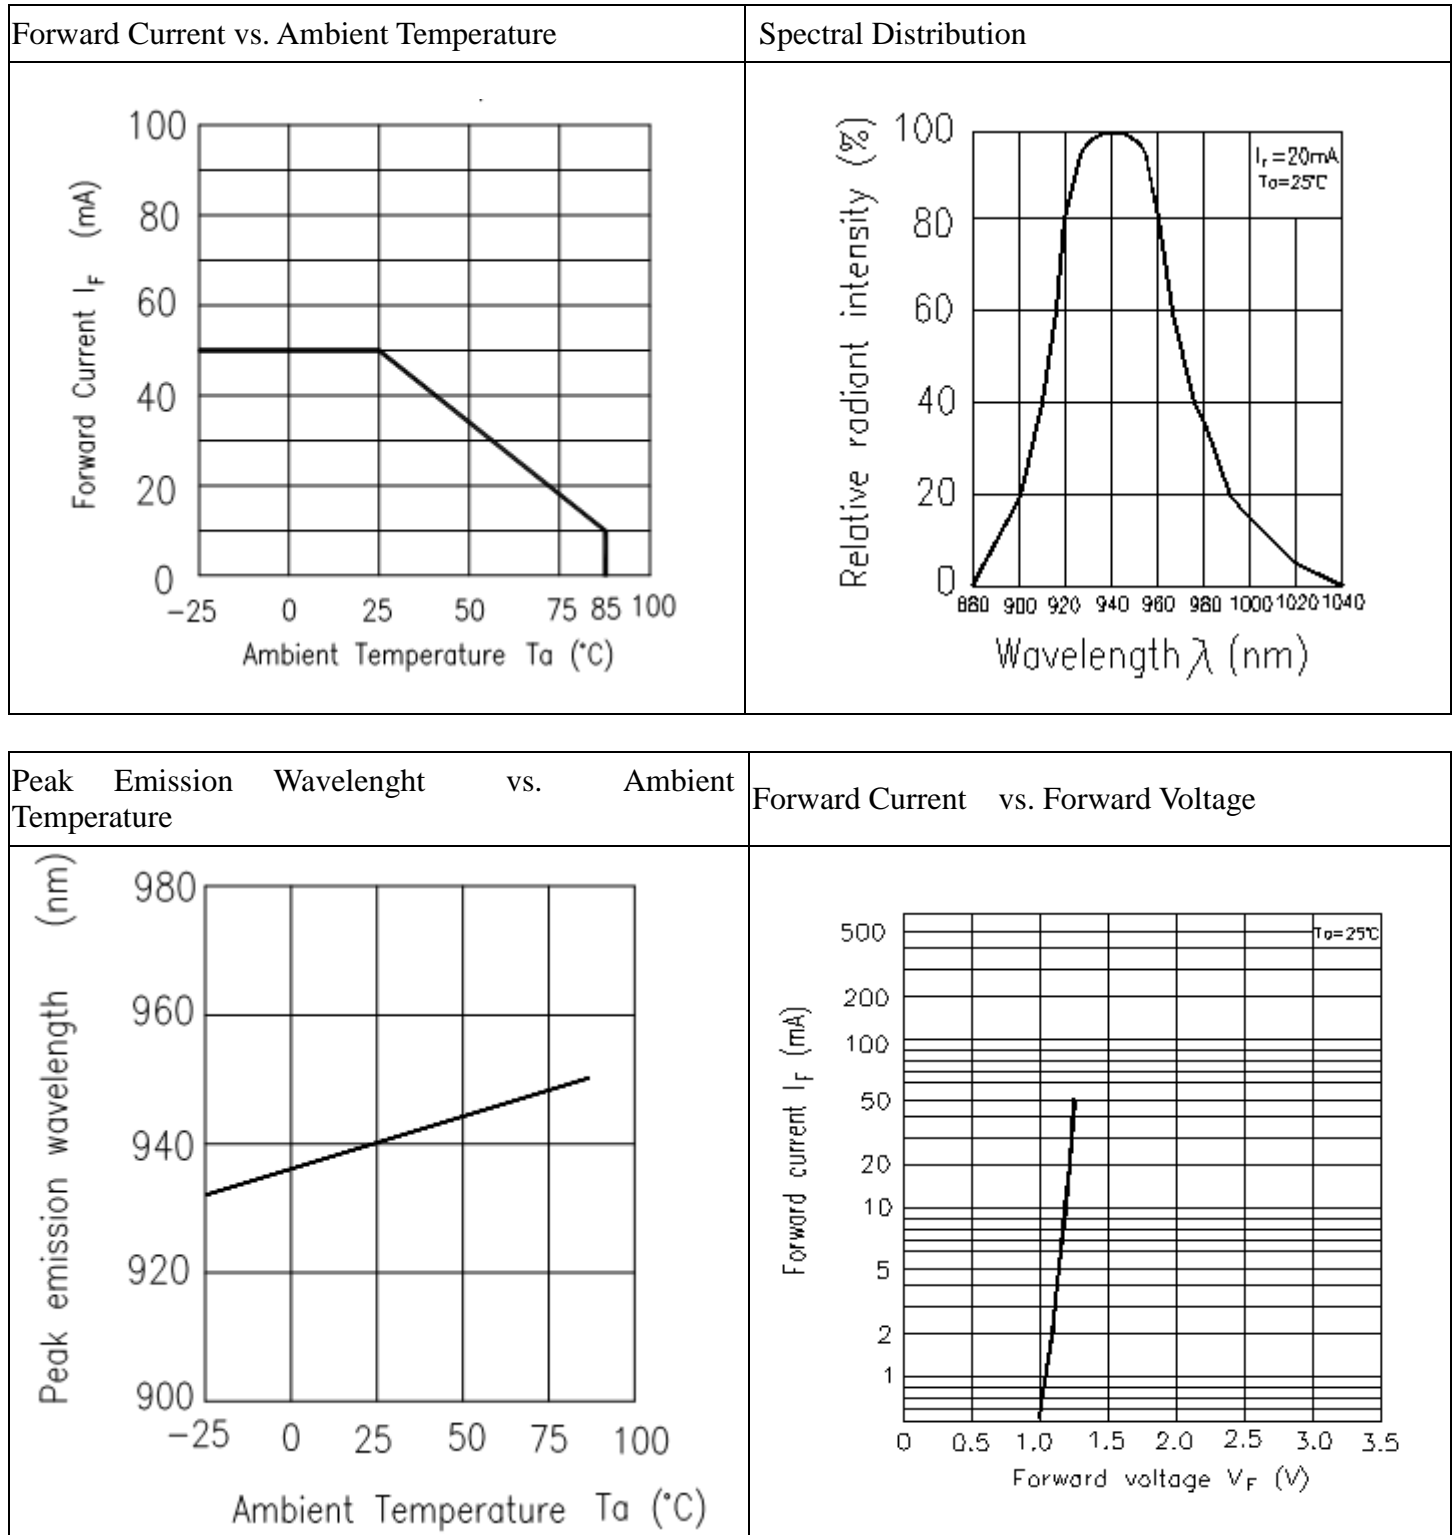 Forward Current vs. Ambient Temperature
Spectral Distribution
Forward Current IF (mA)
100
80
60
40
20
0
-25 0 25 50 75 85 100
Ambient Temperature Ta (°C)
Relative radiant intensity (%)
100
80
60
40
20
0
IF=20mA
Ta=25℃
880 900 920 940 960 980 1000 1020 1040
Wavelength λ (nm)
Peak Emission Wavelenght vs. Ambient
Temperature
Forward Current vs. Forward Voltage
Peak emission wavelength (nm)
980
960
940
920
900
-25 0 25 50 75 100
Ambient Temperature Ta (°C)
Forward current IF (mA)
500
200
100
50
20
10
5
2
1
Ta=25℃
0 0.5 1.0 1.5 2.0 2.5 3.0 3.5
Forward voltage VF (V)